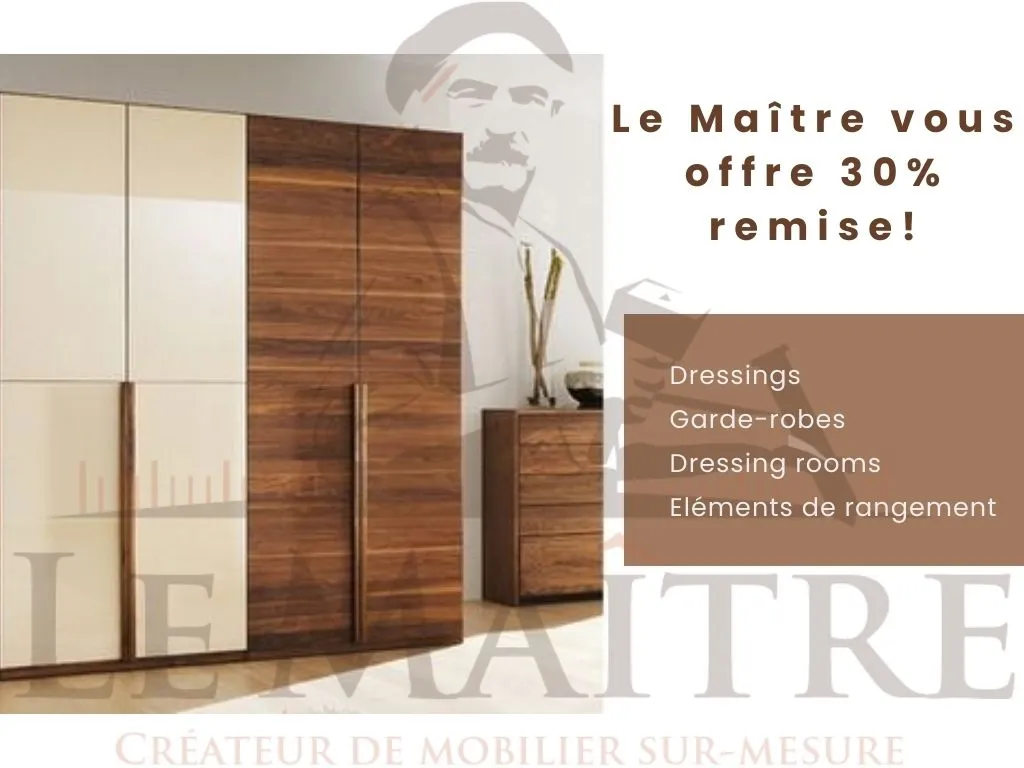 Le Maître vous
offre 30%
remise!
Dressings
Garde-robes
Dressing rooms
Eléments de rangement
LE MAÎTRE
CRÉATEUR DE MOBILIER SUR-MESURE